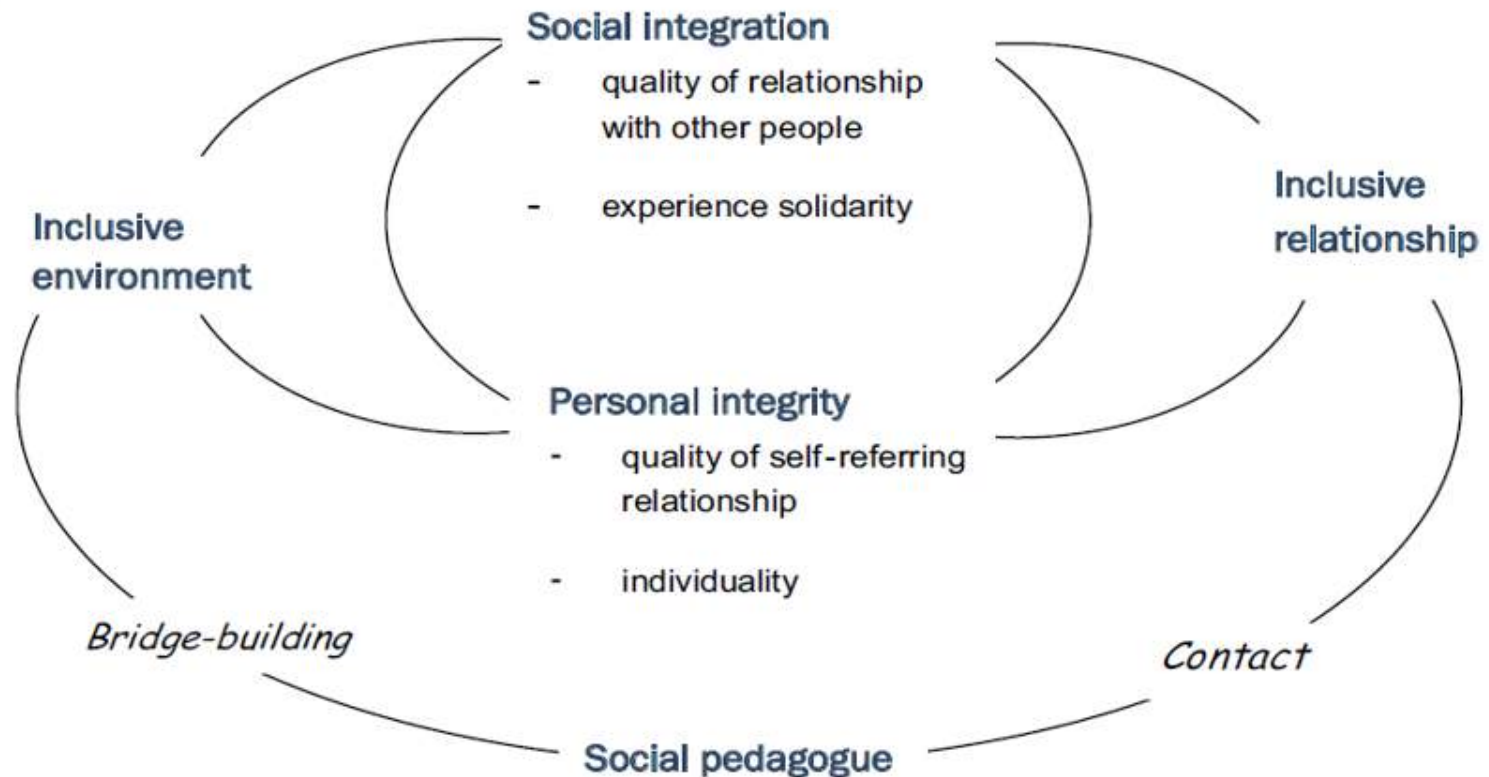 Social integration
- quality of relationship
with other people
- experience solidarity
Inclusive
environment
Inclusive
relationship
Personal integrity
- quality of self-referring
relationship
- individuality
Bridge-building
Contact
Social pedagogue